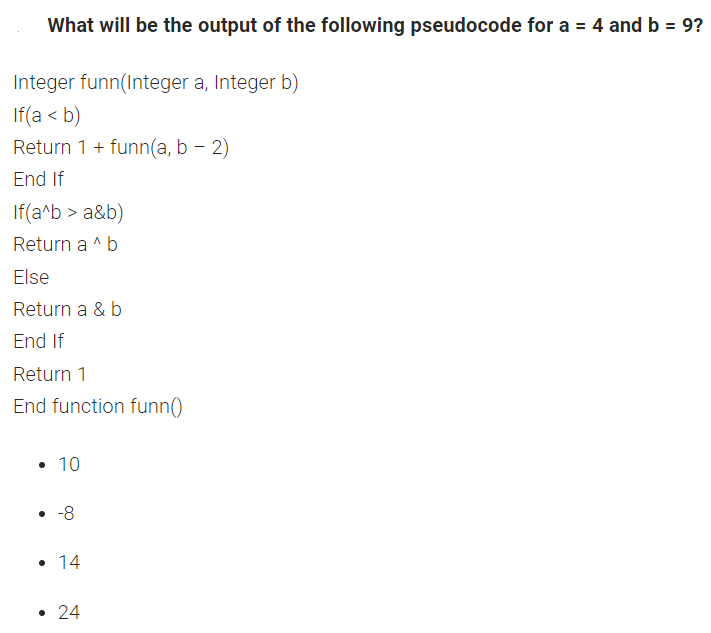 What will be the output of the following pseudocode for a = 4 and b = 9?
Integer funn(Integer a, Integer b)
If(a < b)
Return 1 + funn(a, b – 2)
End If
If(a^b > a&b)
Return a ^ b
Else
Return a & b
End If
Return 1
End function funn()
• 10
• -8
• 14
• 24